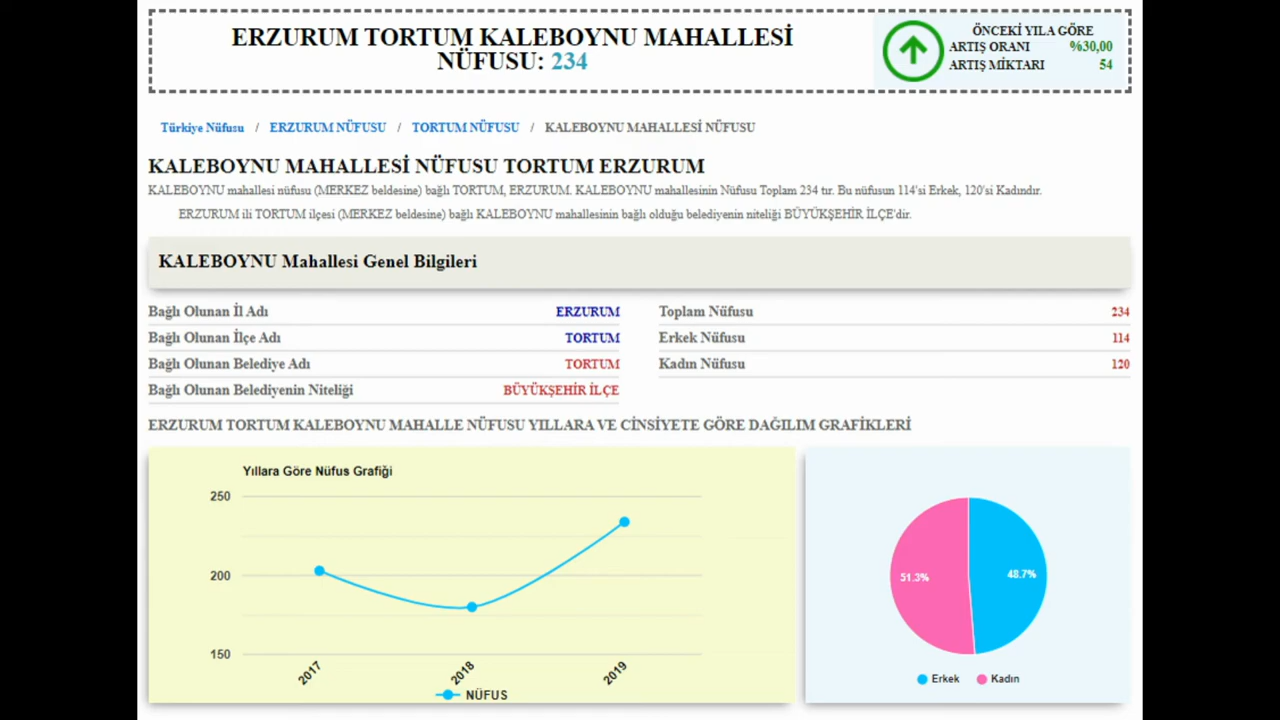 ERZURUM TORTUM KALEBOYNU MAHALLESİ
NÜFUSU: 234
ÖNCEKİ YILA GÖRE
ARTIŞ ORANI %30,00
ARTIŞ MİKTARI 54
Türkiye Nüfusu / ERZURUM NÜFUSU / TORTUM NÜFUSU / KALEBOYNU MAHALLESİ NÜFUSU
KALEBOYNU MAHALLESİ NÜFUSU TORTUM ERZURUM
KALEBOYNU mahallesi nüfusu (MERKEZ beldesine) bağlı TORTUM, ERZURUM. KALEBOYNU mahallesinin Nüfusu Toplam 234 tır. Bu nüfusun 114'si Erkek, 120'si Kadındır.
ERZURUM ili TORTUM ilçesi (MERKEZ beldesine) bağlı KALEBOYNU mahallesinin bağlı olduğu belediyenin niteliği BÜYÜKŞEHİR İLÇE'dir.
KALEBOYNU Mahallesi Genel Bilgileri
Bağlı Olunan İl Adı ERZURUM
Bağlı Olunan İlçe Adı TORTUM
Bağlı Olunan Belediye Adı TORTUM
Bağlı Olunan Belediyenin Niteliği BÜYÜKŞEHİR İLÇE
Toplam Nüfusu 234
Erkek Nüfusu 114
Kadın Nüfusu 120
ERZURUM TORTUM KALEBOYNU MAHALLE NÜFUSU YILLARA VE CİNSİYETE GÖRE DAĞILIM GRAFİKLERİ
Yıllara Göre Nüfus Grafiği
250
200
150
2017 2018 2019
NÜFUS
51.3% 48.7%
Erkek Kadın